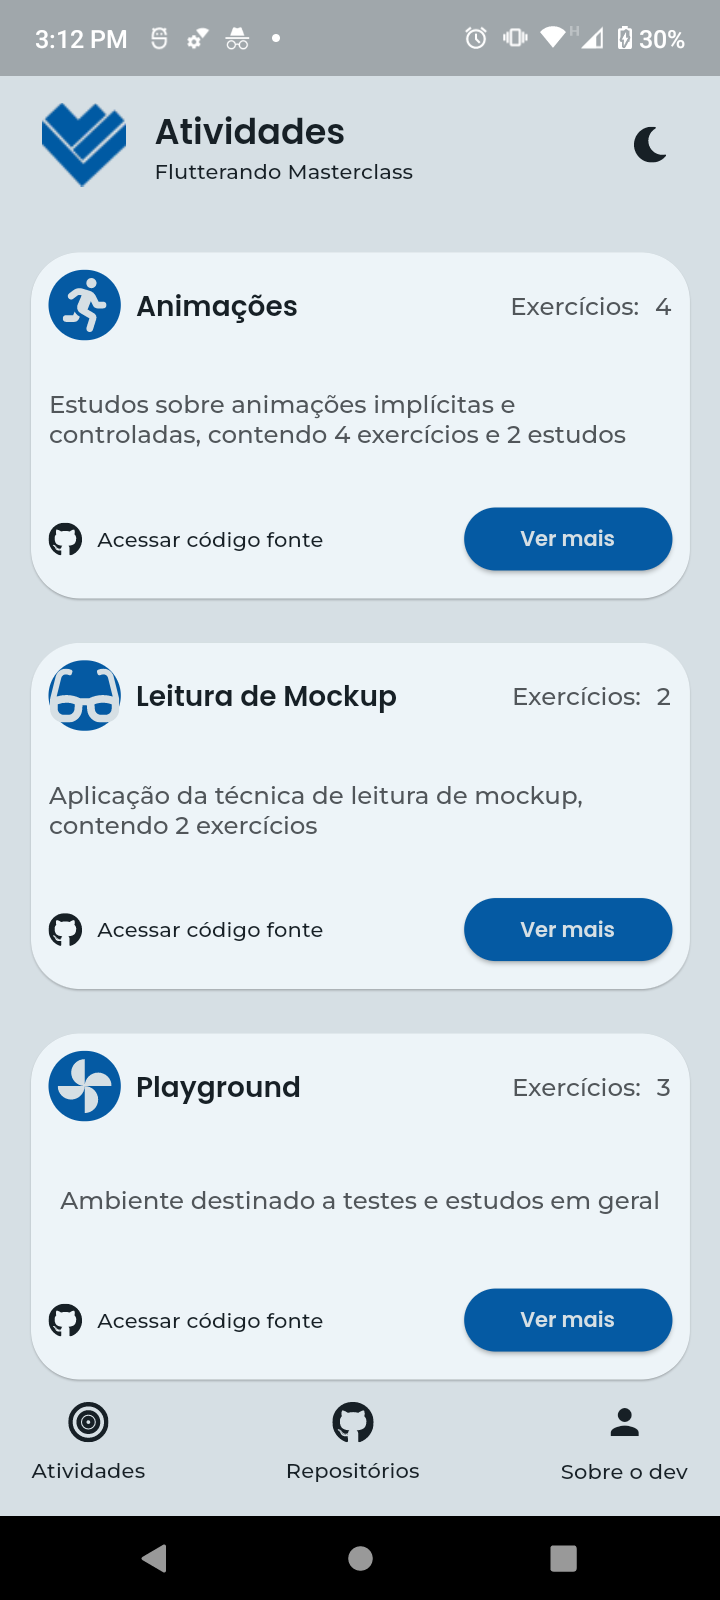 3:12 PM
H
30%
Atividades
Flutterando Masterclass
Animações
Exercícios: 4
Estudos sobre animações implícitas e
controladas, contendo 4 exercícios e 2 estudos
Acessar código fonte
Ver mais
Leitura de Mockup
Exercícios: 2
Aplicação da técnica de leitura de mockup,
contendo 2 exercícios
Acessar código fonte
Ver mais
Playground
Exercícios: 3
Ambiente destinado a testes e estudos em geral
Acessar código fonte
Ver mais
Atividades
Repositórios
Sobre o dev